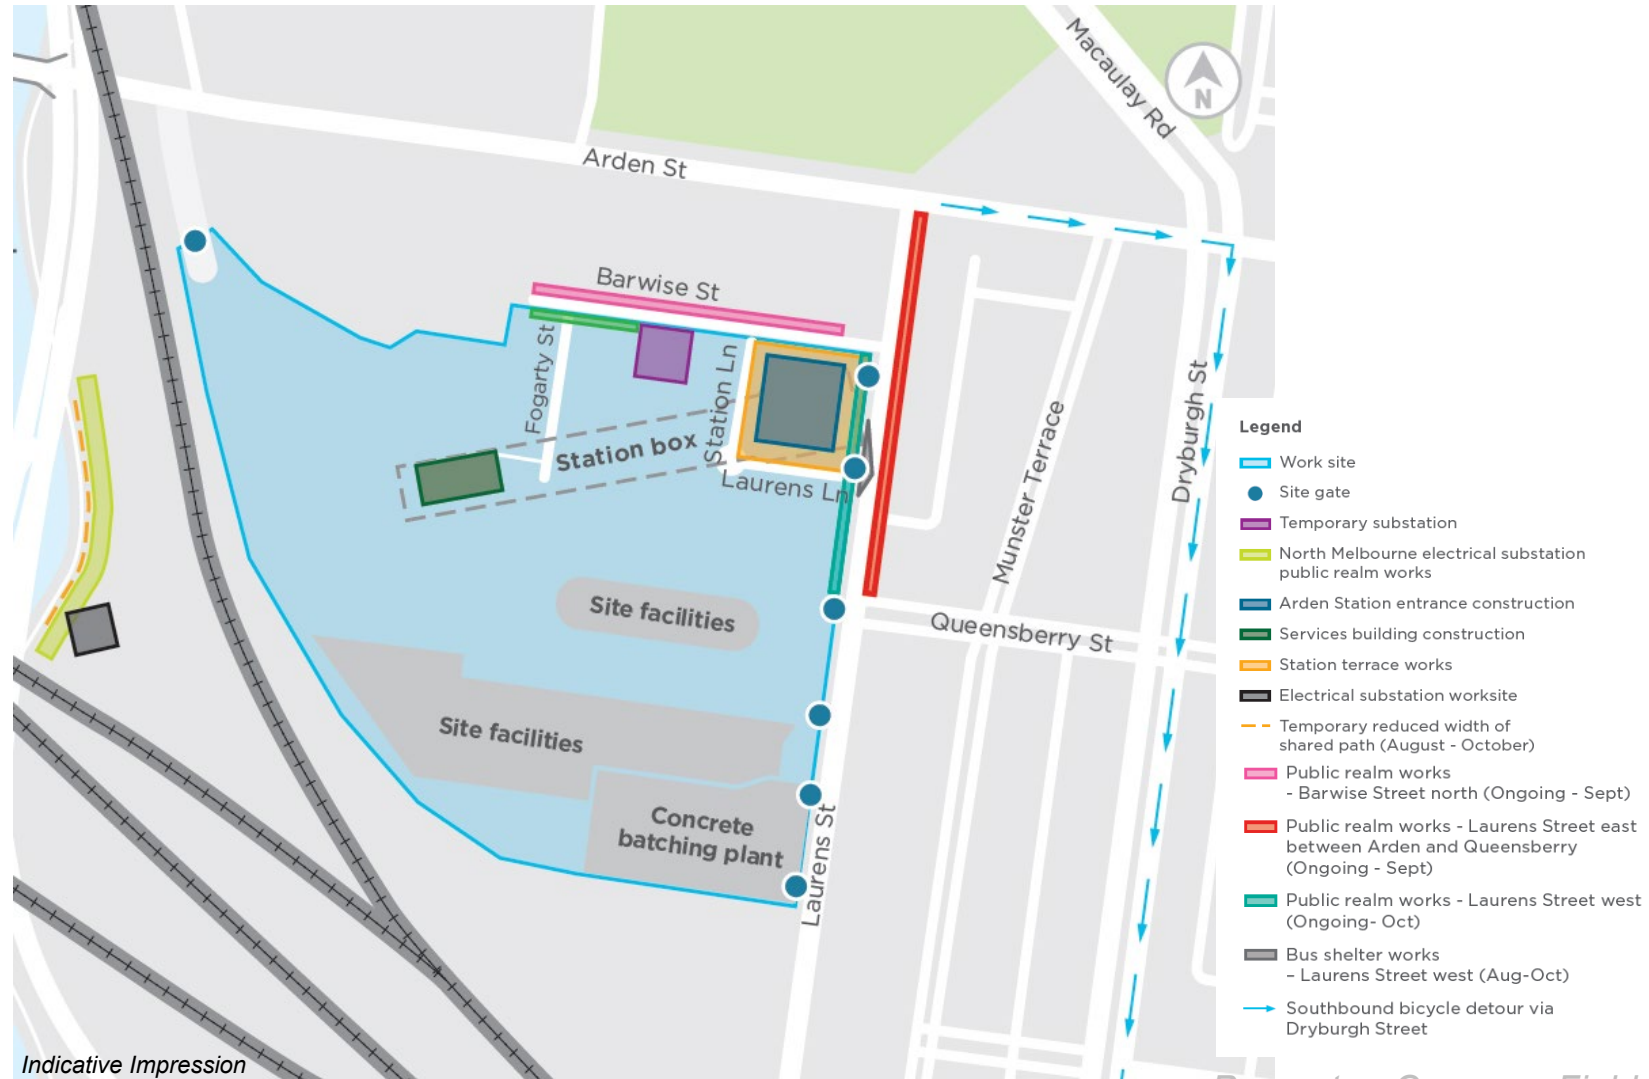 Macaulay Rd
N
Arden St
Barwise St
Fogarty St
Station Ln
Station box
Laurens Ln
Munster Terrace
Dryburgh St
Site facilities
Queensberry St
Site facilities
Concrete
batching plant
Laurens St
Legend
Work site
Site gate
Temporary substation
North Melbourne electrical substation
public realm works
Arden Station entrance construction
Services building construction
Station terrace works
Electrical substation worksite
Temporary reduced width of
shared path (August - October)
Public realm works
- Barwise Street north (Ongoing - Sept)
Public realm works - Laurens Street east
between Arden and Queensberry
(Ongoing - Sept)
Public realm works - Laurens Street west
(Ongoing- Oct)
Bus shelter works
– Laurens Street west (Aug-Oct)
Southbound bicycle detour via
Dryburgh Street
Indicative Impression